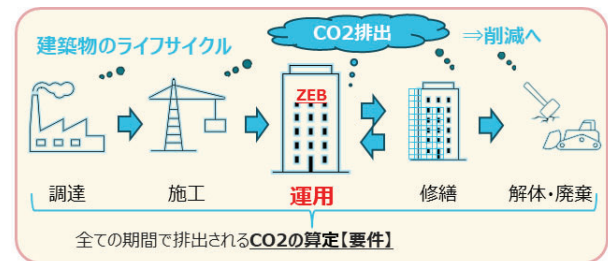 建築物のライフサイクル
CO2排出
⇒削減へ
ZEB
調達
施工
運用
修繕
解体・廃棄
全ての期間で排出されるCO2の算定【要件】